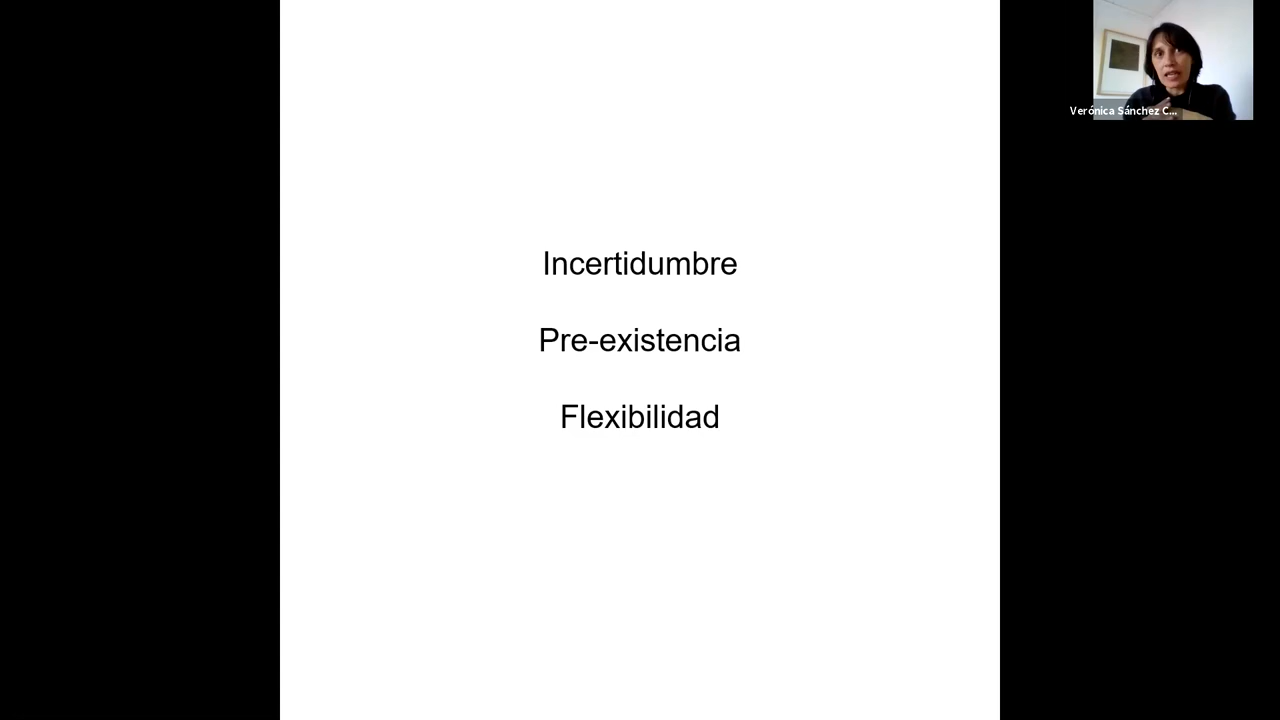 Verónica Sánchez C...
Incertidumbre
Pre-existencia
Flexibilidad